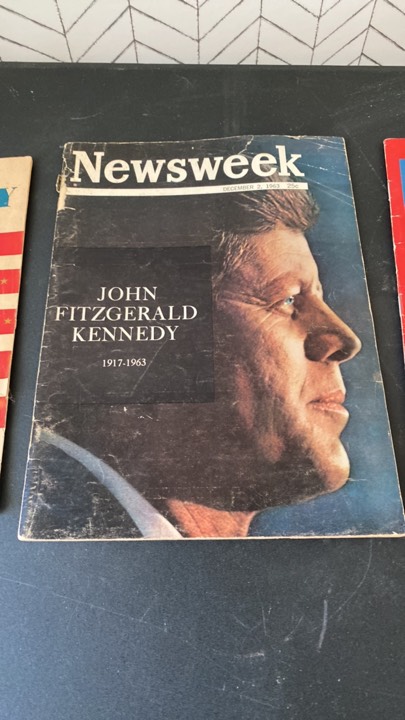 Newsweek
DECEMBER 2, 1963 25c
JOHN
FITZGERALD
KENNEDY
1917-1963